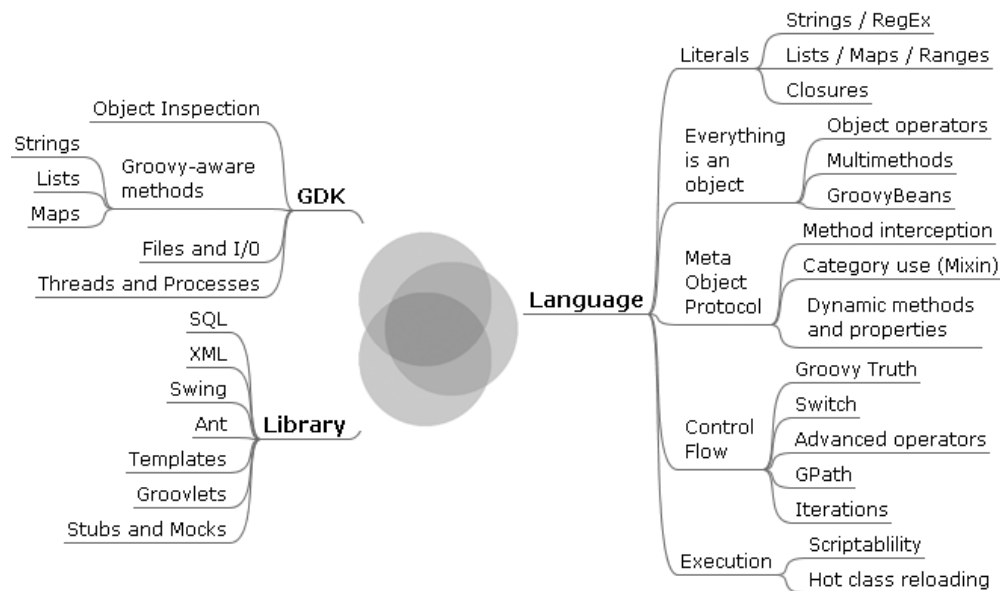 Object Inspection
Strings
Lists
Maps
Groovy-aware
methods
Files and I/0
Threads and Processes
GDK
SQL
XML
Swing
Ant
Templates
Groovlets
Stubs and Mocks
Library
Language
Literals
Strings / RegEx
Lists / Maps / Ranges
Closures
Everything
is an
object
Object operators
Multimethods
GroovyBeans
Meta
Object
Protocol
Method interception
Category use (Mixin)
Dynamic methods
and properties
Control
Flow
Groovy Truth
Switch
Advanced operators
GPath
Iterations
Execution
Scriptablility
Hot class reloading